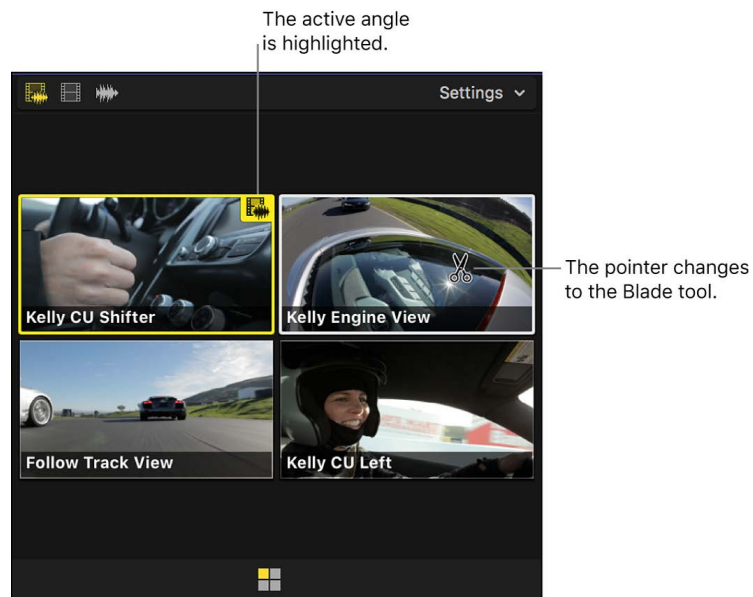 The active angle
is highlighted.
Settings
Kelly CU Shifter
Kelly Engine View
The pointer changes
to the Blade tool.
Follow Track View
Kelly CU Left